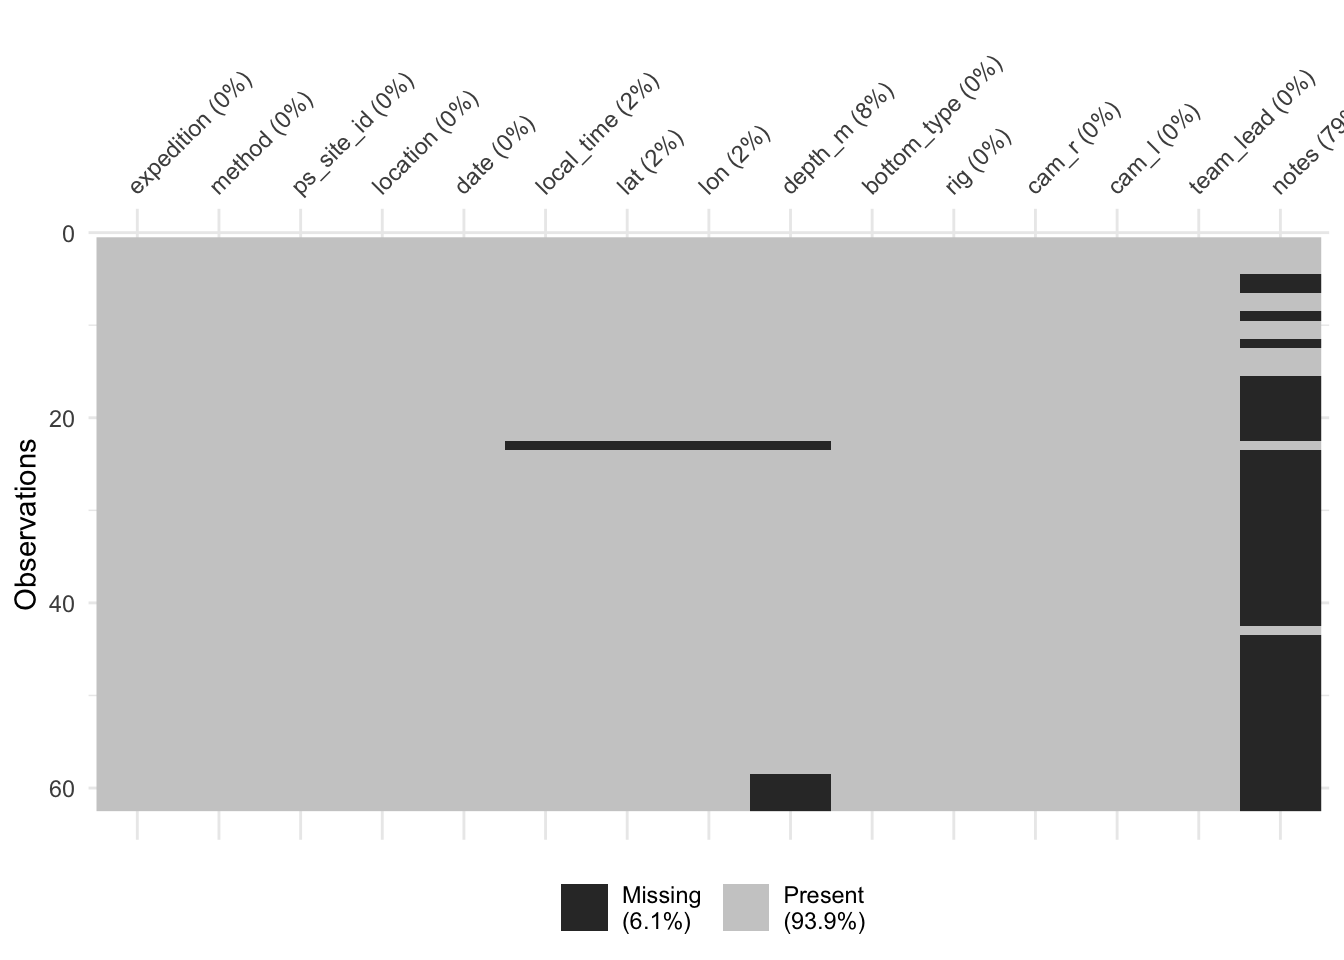 expedition (0%)
method (0%)
ps_site_id (0%)
location (0%)
date (0%)
local_time (2%)
lat (2%)
lon (2%)
depth_m (8%)
bottom_type (0%)
rig (0%)
cam_r (0%)
cam_l (0%)
team_lead (0%)
notes (79
0
20
40
60
Observations
Missing
(6.1%)
Present
(93.9%)